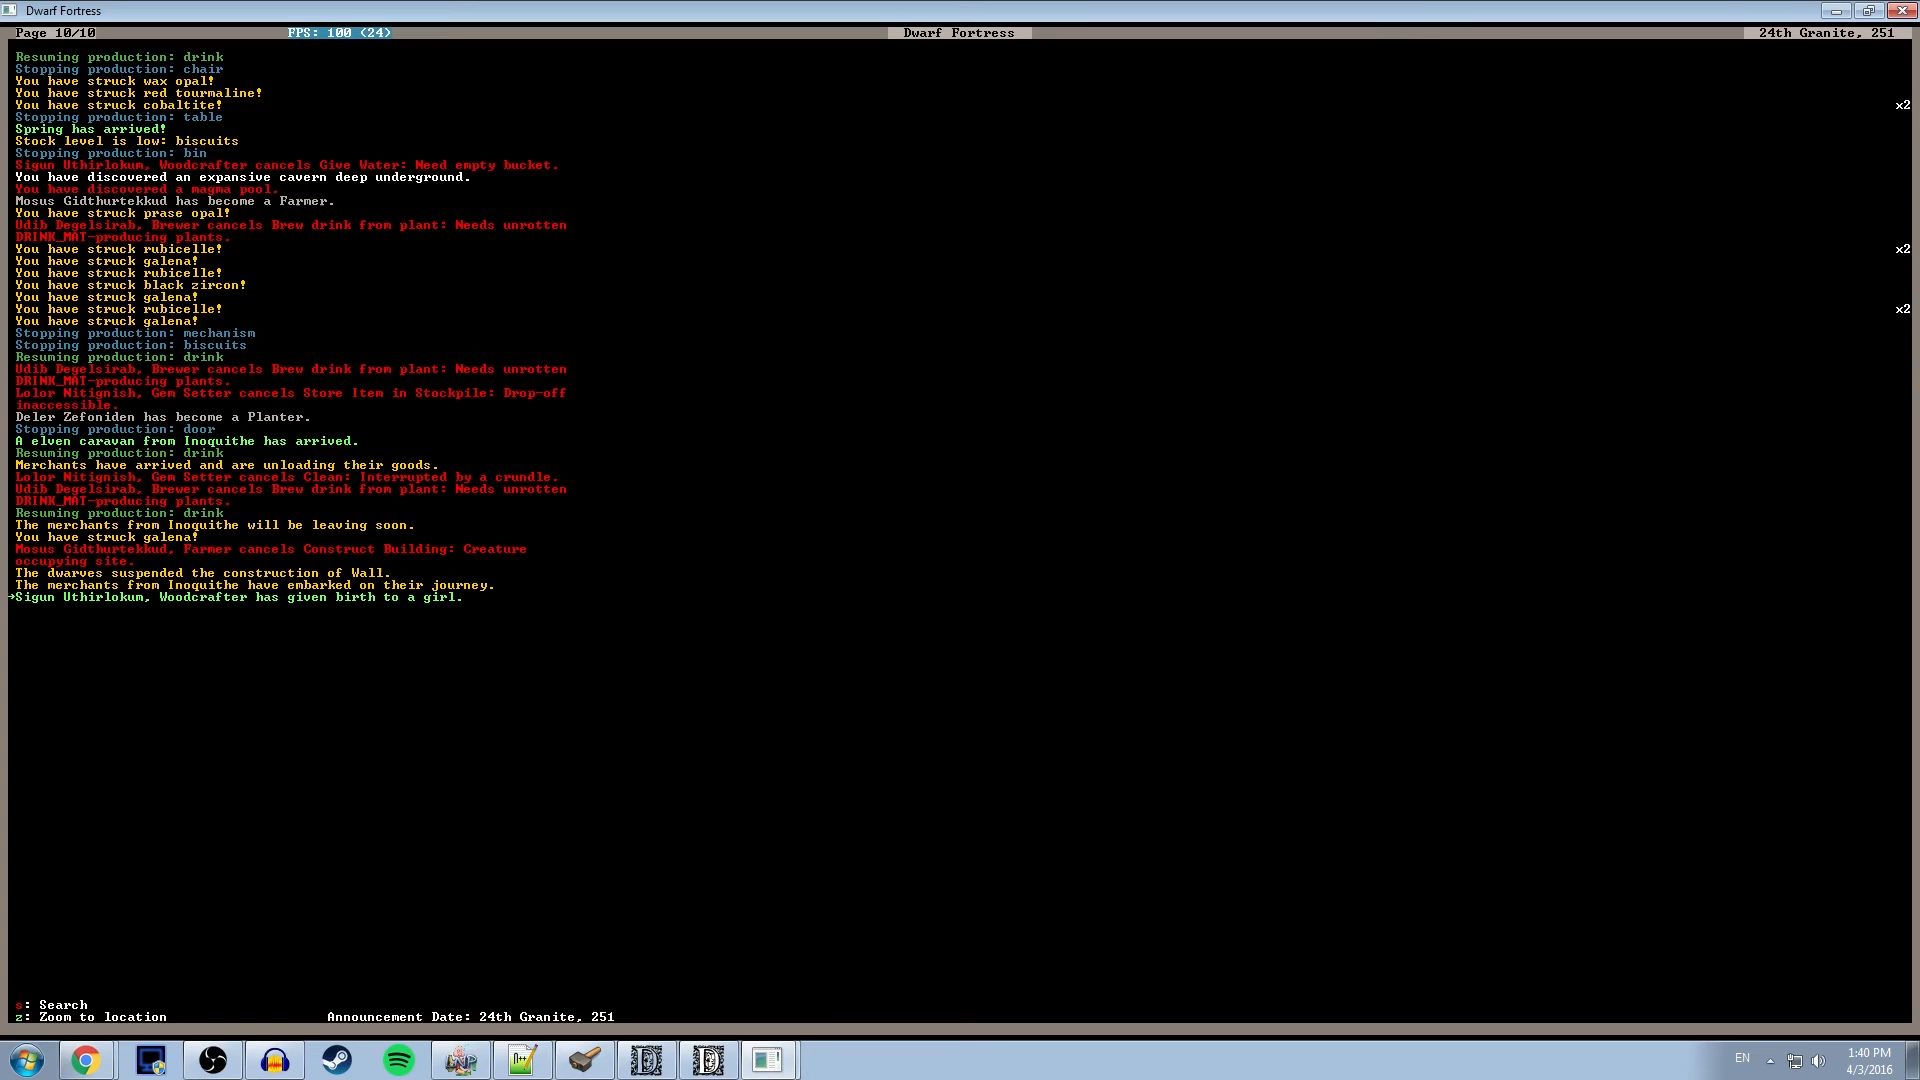 Dwarf Fortress
Page 10/10 FPS: 100 (24) Dwarf Fortress 24th Granite, 251
Resuming production: drink
Stopping production: chair
You have struck wax opal!
You have struck red tourmaline!
You have struck cobaltite! x2
Stopping production: table
Spring has arrived!
Stock level is low: biscuits
Stopping production: bin
Sigun Uthirlokum, Woodcrafter cancels Give Water: Need empty bucket.
You have discovered an expansive cavern deep underground.
You have discovered a magma pool.
Mosus Gidthurtekkud has become a Farmer.
You have struck prase opal!
Udib Degelsirab, Brewer cancels Brew drink from plant: Needs unrotten
DRINK_MAT-producing plants.
You have struck rubicelle! x2
You have struck galena!
You have struck rubicelle!
You have struck black zircon!
You have struck galena!
You have struck rubicelle! x2
You have struck galena!
Stopping production: mechanism
Stopping production: biscuits
Resuming production: drink
Udib Degelsirab, Brewer cancels Brew drink from plant: Needs unrotten
DRINK_MAT-producing plants.
Lolor Nitignish, Gem Setter cancels Store Item in Stockpile: Drop-off
inaccessible.
Deler Zefoniden has become a Planter.
Stopping production: door
A elven caravan from Inoquithe has arrived.
Resuming production: drink
Merchants have arrived and are unloading their goods.
Lolor Nitignish, Gem Setter cancels Clean: Interrupted by a crundle.
Udib Degelsirab, Brewer cancels Brew drink from plant: Needs unrotten
DRINK_MAT-producing plants.
Resuming production: drink
The merchants from Inoquithe will be leaving soon.
You have struck galena!
Mosus Gidthurtekkud, Farmer cancels Construct Building: Creature
occupying site.
The dwarves suspended the construction of Wall.
The merchants from Inoquithe have embarked on their journey.
→Sigun Uthirlokum, Woodcrafter has given birth to a girl.
s: Search
z: Zoom to location Announcement Date: 24th Granite, 251
EN 1:40 PM
4/3/2016